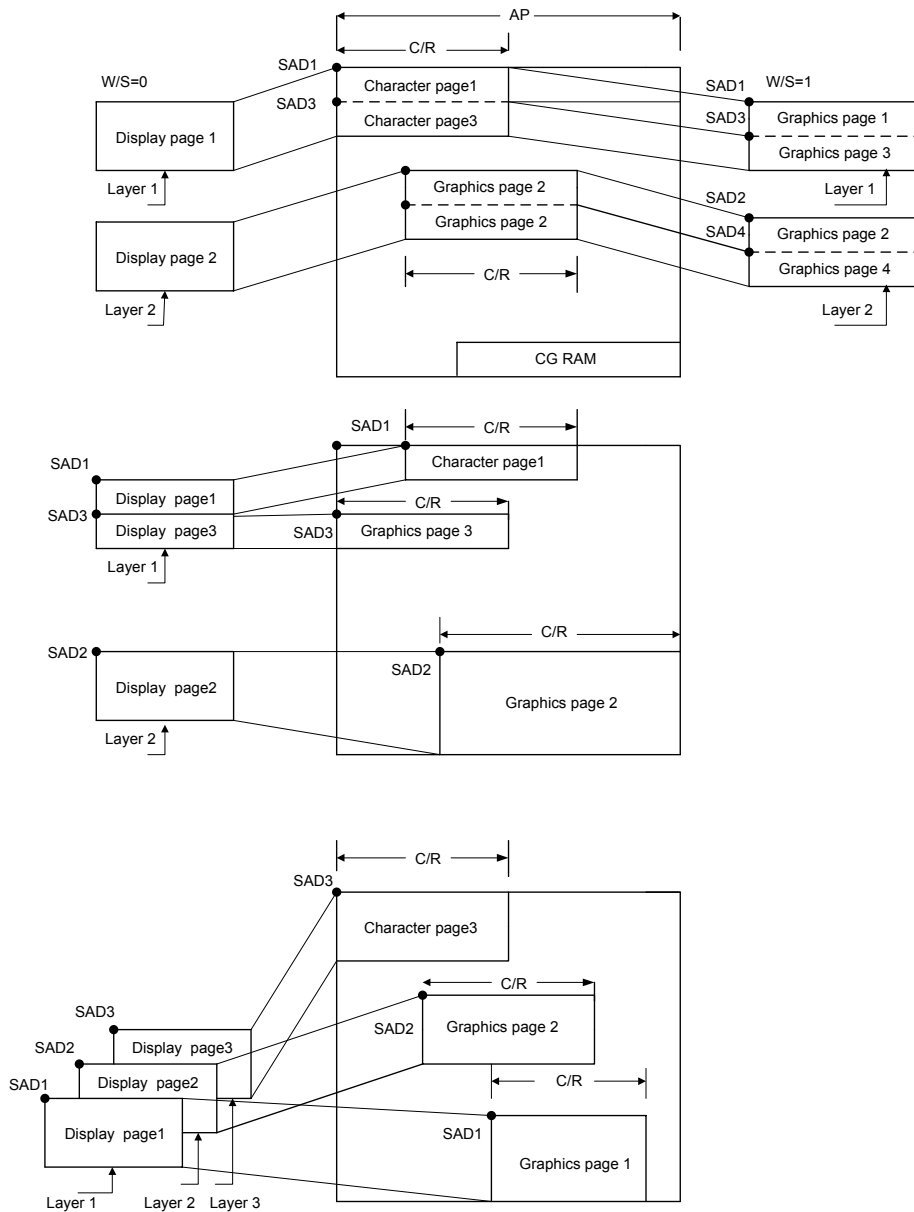 AP
C/R
SAD1
W/S=0
Character page1
SAD1
W/S=1
SAD3
Display page 1
Character page3
SAD3
Graphics page 1
Graphics page 3
Layer 1
Layer 1
Graphics page 2
SAD2
Display page 2
Graphics page 2
SAD4
Graphics page 2
Graphics page 4
C/R
Layer 2
Layer 2
CG RAM
SAD1
C/R
SAD1
Character page1
Display page1
C/R
SAD3
Display page3
SAD3
Graphics page 3
Layer 1
C/R
SAD2
SAD2
Display page2
Graphics page 2
Layer 2
C/R
SAD3
Character page3
C/R
SAD3
SAD2
Graphics page 2
Display page3
SAD2
Display page2
C/R
SAD1
SAD1
Display page1
Graphics page 1
Layer 1
Layer 2
Layer 3